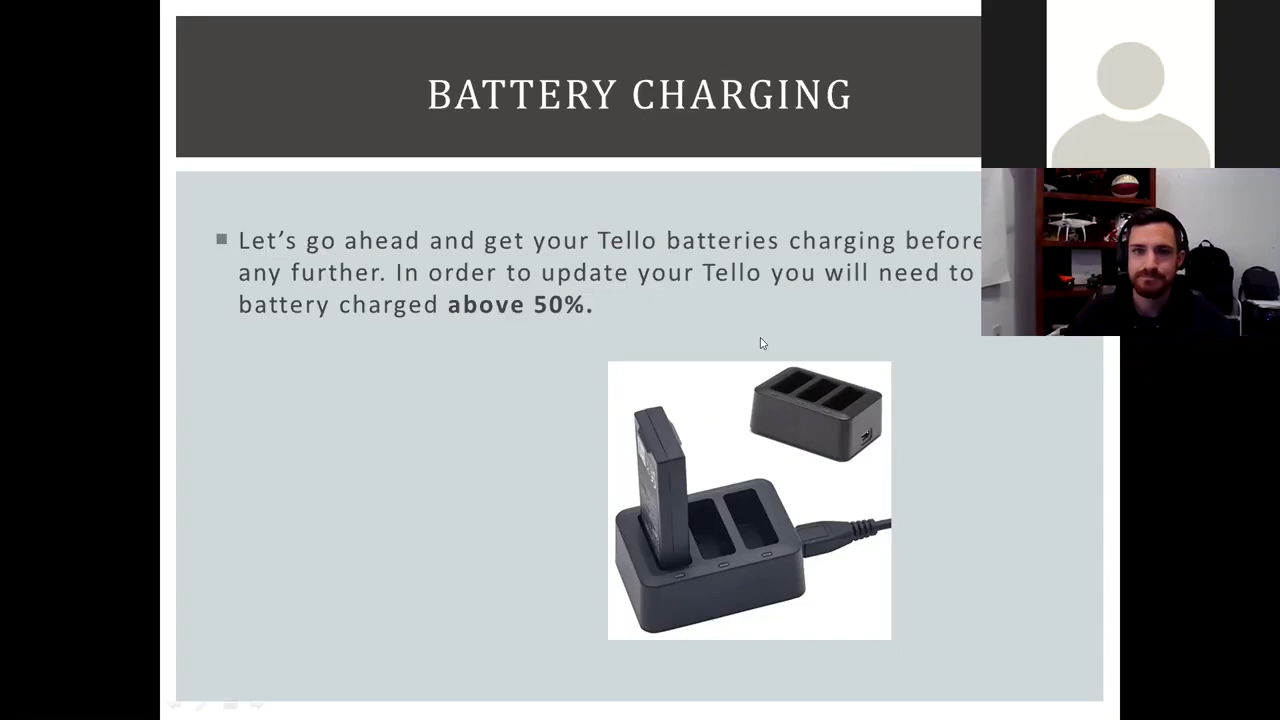 BATTERY CHARGING
Let’s go ahead and get your Tello batteries charging before
any further. In order to update your Tello you will need to
battery charged above 50%.